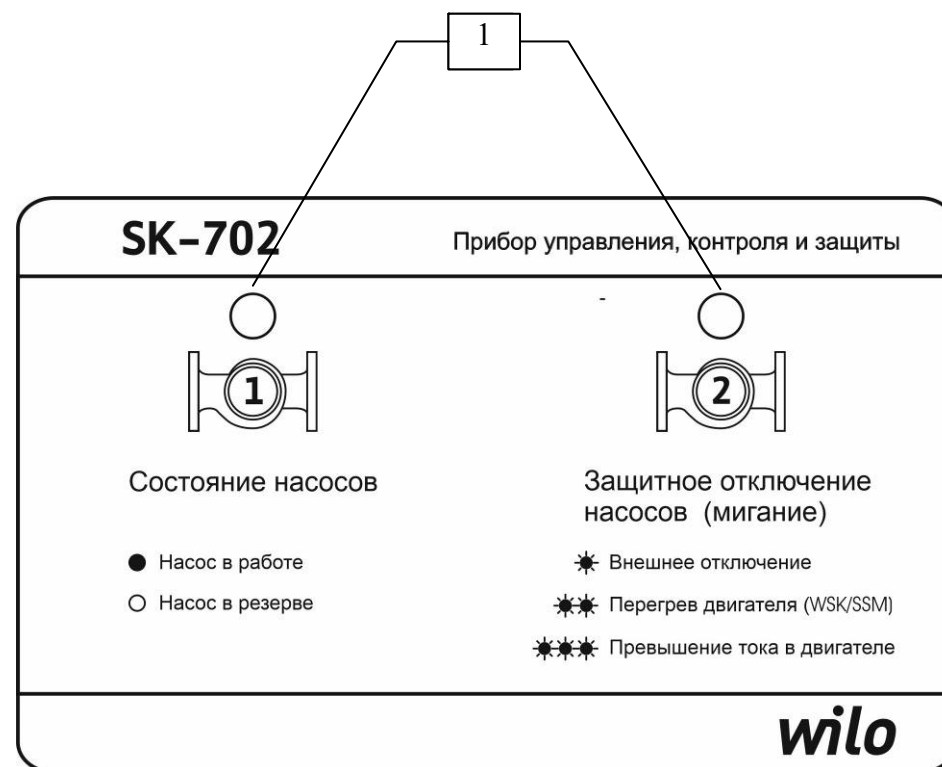 1
SK-702
Прибор управления, контроля и защиты
1
2
Состояние насосов
Насос в работе
Насос в резерве
Защитное отключение
насосов (мигание)
Внешнее отключение
Перегрев двигателя (WSK/SSM)
Превышение тока в двигателе
wilo